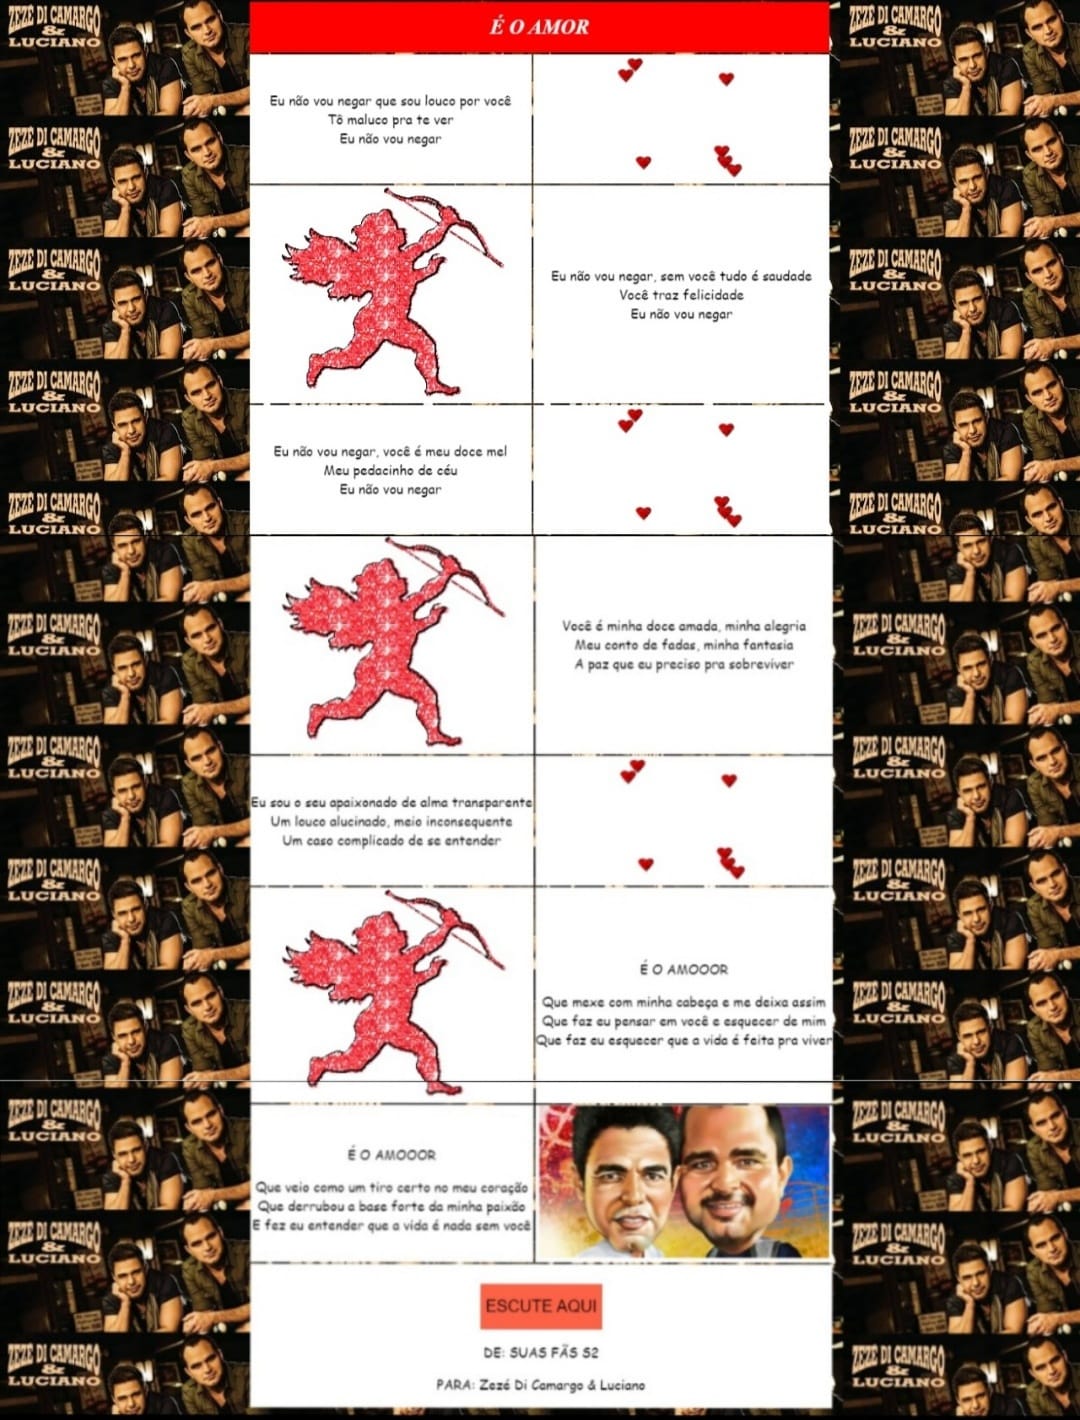 É O AMOR
Eu não vou negar que sou louco por você
Tô maluco pra te ver
Eu não vou negar
Eu não vou negar, sem você tudo é saudade
Você traz felicidade
Eu não vou negar
Eu não vou negar, você é meu doce mel
Meu pedacinho de céu
Eu não vou negar
Você é minha doce amada, minha alegria
Meu conto de fadas, minha fantasia
A paz que eu preciso pra sobreviver
Eu sou o seu apaixonado de alma transparente
Um louco alucinado, meio inconsequente
Um caso complicado de se entender
É O AMOOOR
Que mexe com minha cabeça e me deixa assim
Que faz eu pensar em você e esquecer de mim
Que faz eu esquecer que a vida é feita pra viver
É O AMOOOR
Que veio como um tiro certo no meu coração
Que derrubou a base forte da minha paixão
E fez eu entender que a vida é nada sem você
ESCUTE AQUI
DE: SUAS FÃS S2
PARA: Zezé Di Camargo & Luciano
ZEZÉ DI CAMARGO
&
LUCIANO